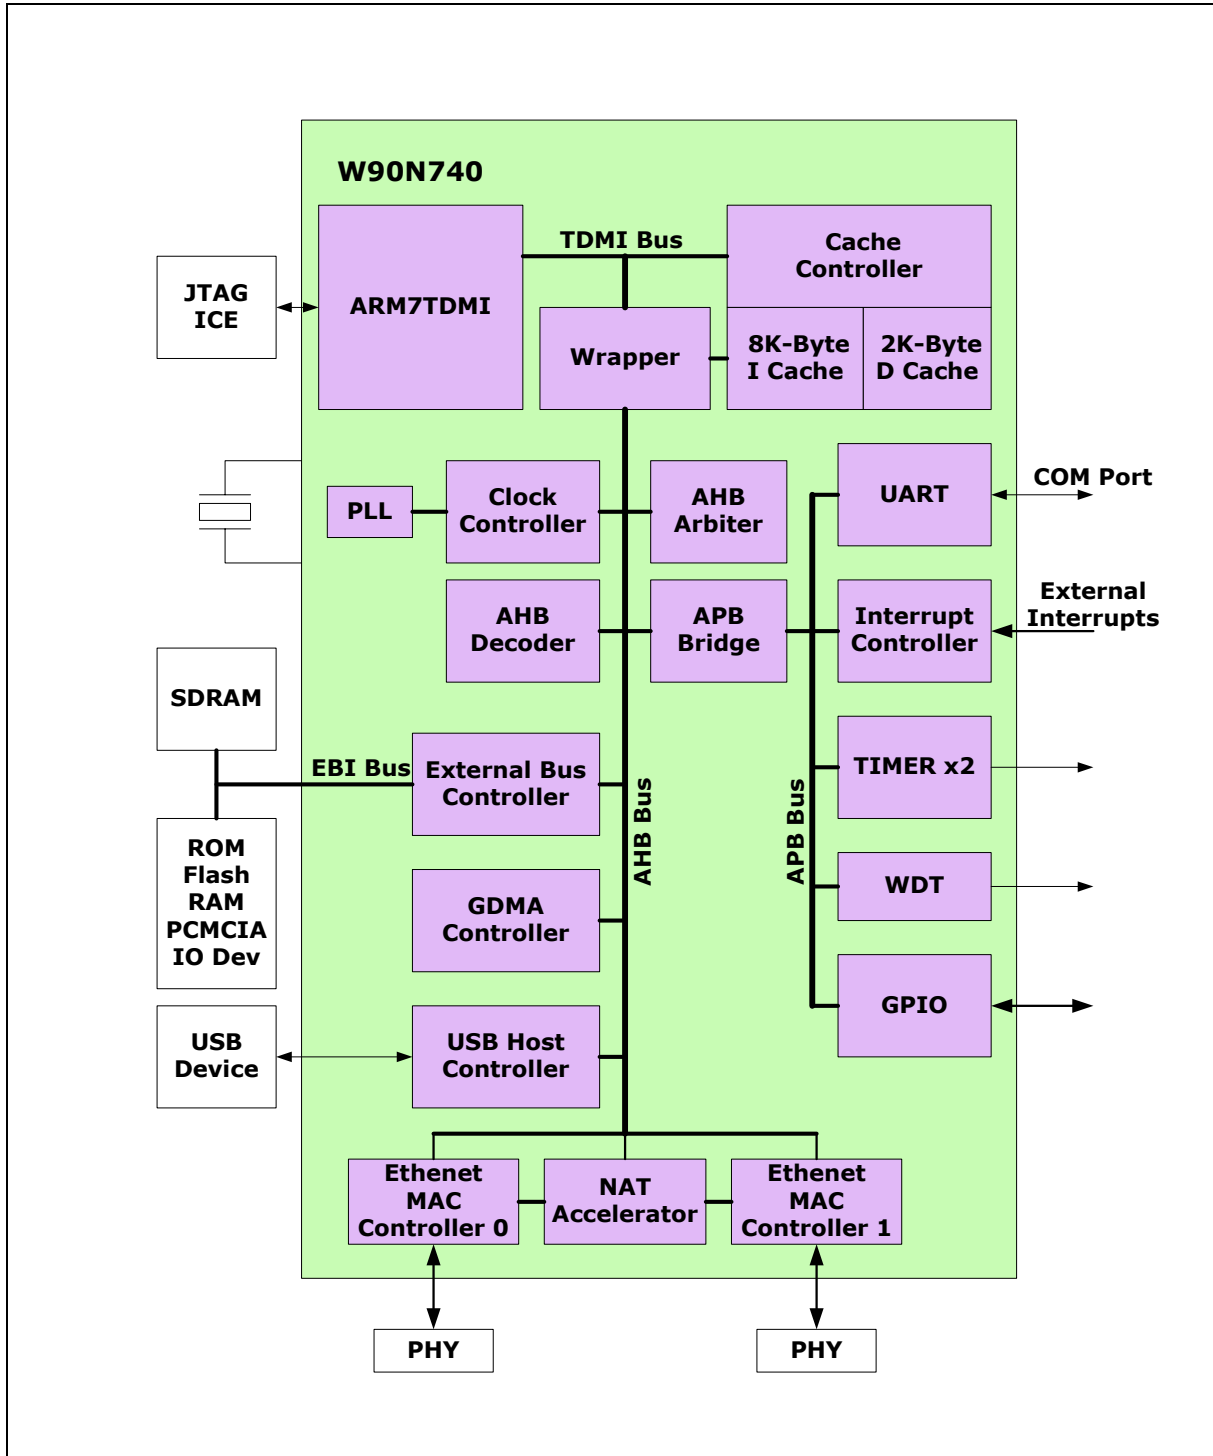 W90N740
TDMI Bus
Cache
Controller
JTAG
ICE
ARM7TDMI
Wrapper
8K-Byte
I Cache
2K-Byte
D Cache
PLL
Clock
Controller
AHB
Arbiter
UART
COM Port
AHB
Decoder
APB
Bridge
Interrupt
Controller
External
Interrupts
SDRAM
EBI Bus
External Bus
Controller
AHB Bus
APB Bus
TIMER x2
ROM
Flash
RAM
PCMCIA
IO Dev
GDMA
Controller
WDT
GPIO
USB
Device
USB Host
Controller
Ethenet
MAC
Controller 0
NAT
Accelerator
Ethenet
MAC
Controller 1
PHY
PHY